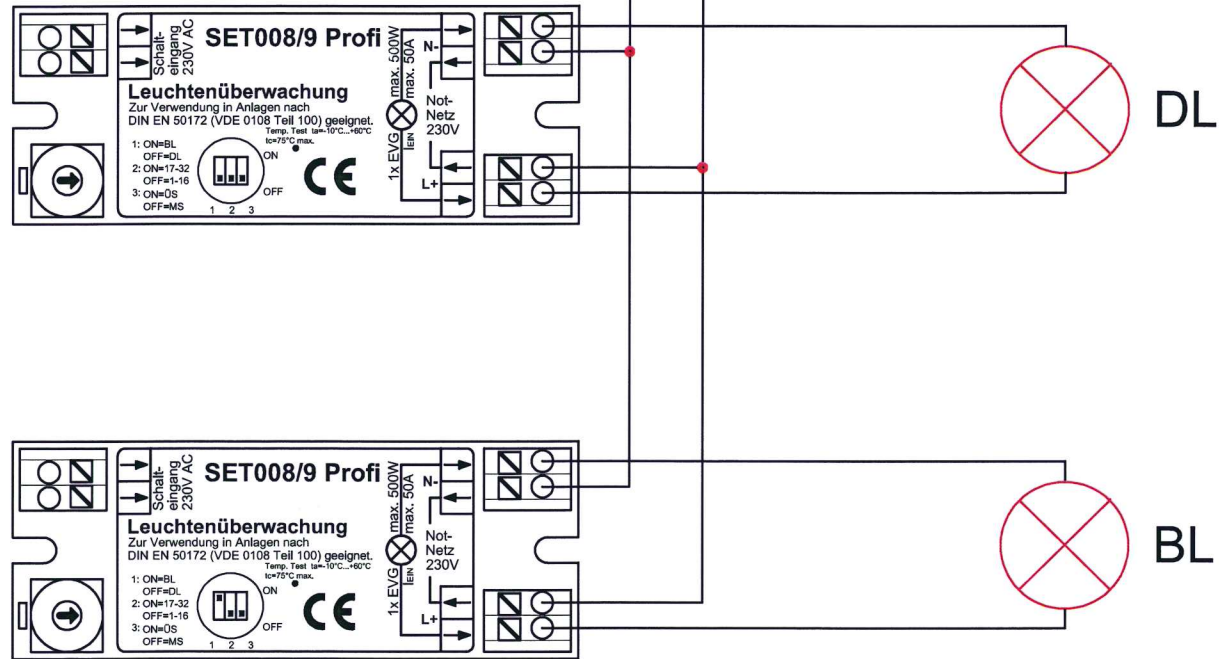 SET008/9 Profi
Schalt-
eingang
230V AC
Leuchtenüberwachung
Zur Verwendung in Anlagen nach
DIN EN 50172 (VDE 0108 Teil 100) geeignet.
Temp. Test ta=-10°C...+60°C
tc=75°C max.
1: ON=BL
OFF=DL
2: ON=17-32
OFF=1-16
3: ON=ÜS
OFF=MS
ON
OFF
1 2 3
CE
1x EVG max. 500W
IEIN max. 50A
N-
Not-
Netz
230V
L+
DL
SET008/9 Profi
Schalt-
eingang
230V AC
Leuchtenüberwachung
Zur Verwendung in Anlagen nach
DIN EN 50172 (VDE 0108 Teil 100) geeignet.
Temp. Test ta=-10°C...+60°C
tc=75°C max.
1: ON=BL
OFF=DL
2: ON=17-32
OFF=1-16
3: ON=ÜS
OFF=MS
ON
OFF
1 2 3
CE
1x EVG max. 500W
IEIN max. 50A
N-
Not-
Netz
230V
L+
BL